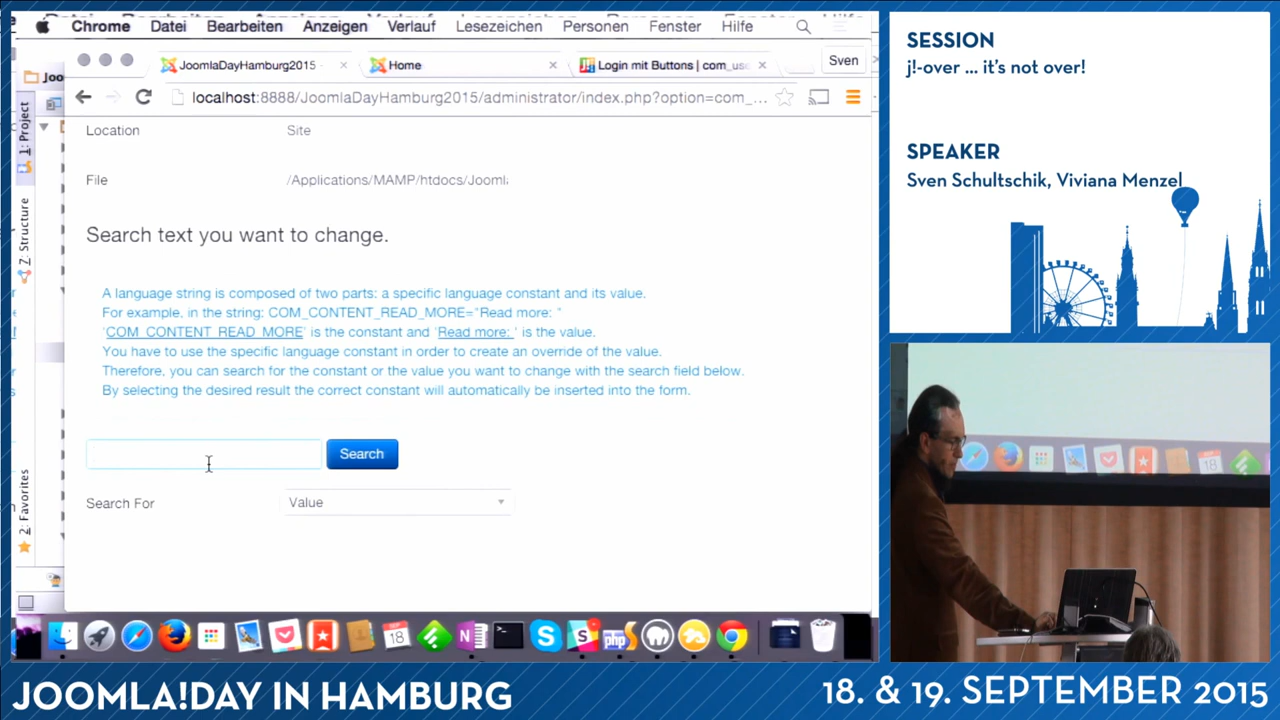 Chrome Datei Bearbeiten Anzeigen Verlauf Lesezeichen Personen Fenster Hilfe
JoomlaDayHamburg2015 -
Home
Login mit Buttons | com_us
Sven
localhost:8888/JoomlaDayHamburg2015/administrator/index.php?option=com_...
Joo
1: Project
7: Structure
2: Favorites
Location Site
File /Applications/MAMP/htdocs/Joomla
Search text you want to change.
A language string is composed of two parts: a specific language constant and its value.
For example, in the string: COM_CONTENT_READ_MORE="Read more: "
'COM_CONTENT_READ_MORE' is the constant and 'Read more: ' is the value.
You have to use the specific language constant in order to create an override of the value.
Therefore, you can search for the constant or the value you want to change with the search field below.
By selecting the desired result the correct constant will automatically be inserted into the form.
Search
Search For Value
18
SESSION
j!-over ... it's not over!
SPEAKER
Sven Schultschik, Viviana Menzel
18
JOOMLA!DAY IN HAMBURG
18. & 19. SEPTEMBER 2015